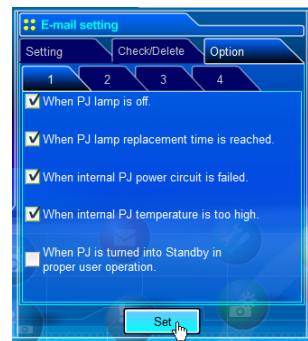 E-mail setting
Setting Check/Delete Option
1 2 3 4
When PJ lamp is off.
When PJ lamp replacement time is reached.
When internal PJ power circuit is failed.
When internal PJ temperature is too high.
When PJ is turned into Standby in
proper user operation.
Set